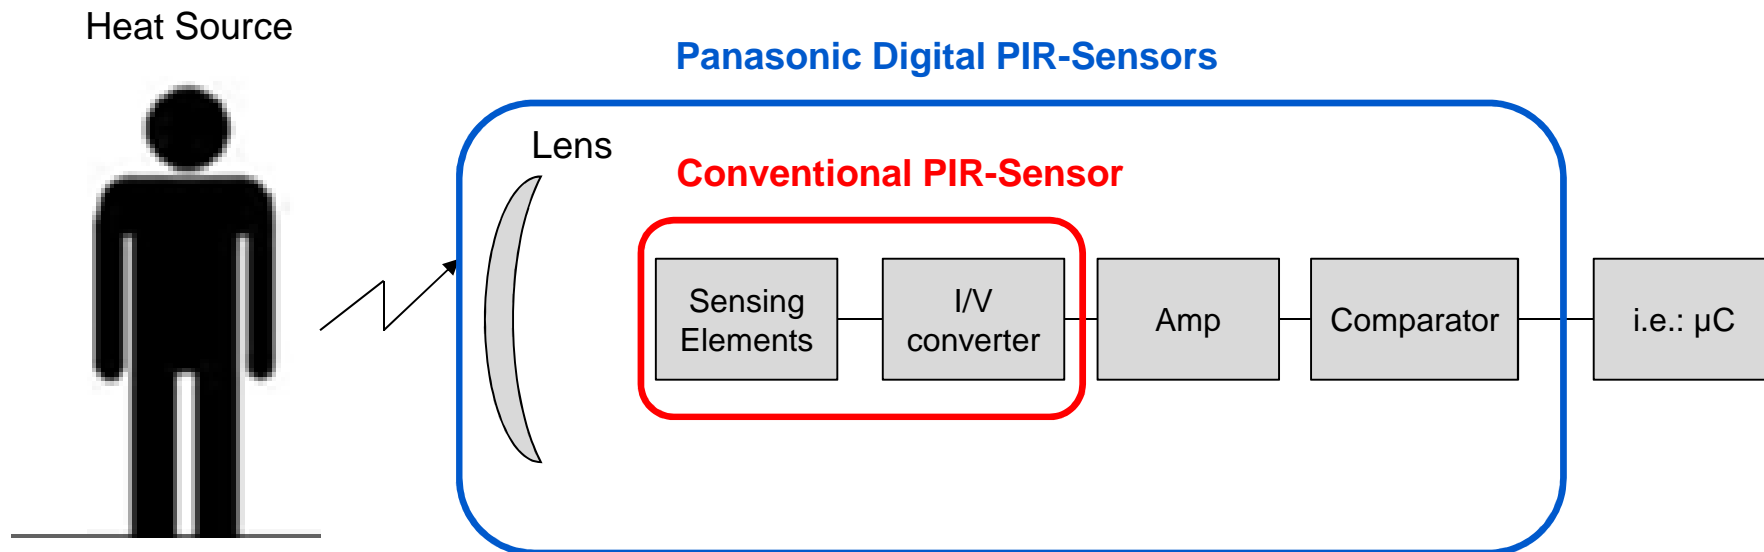 Heat Source
Panasonic Digital PIR-Sensors
Lens
Conventional PIR-Sensor
Sensing
Elements
I/V
converter
Amp
Comparator
i.e.: µC